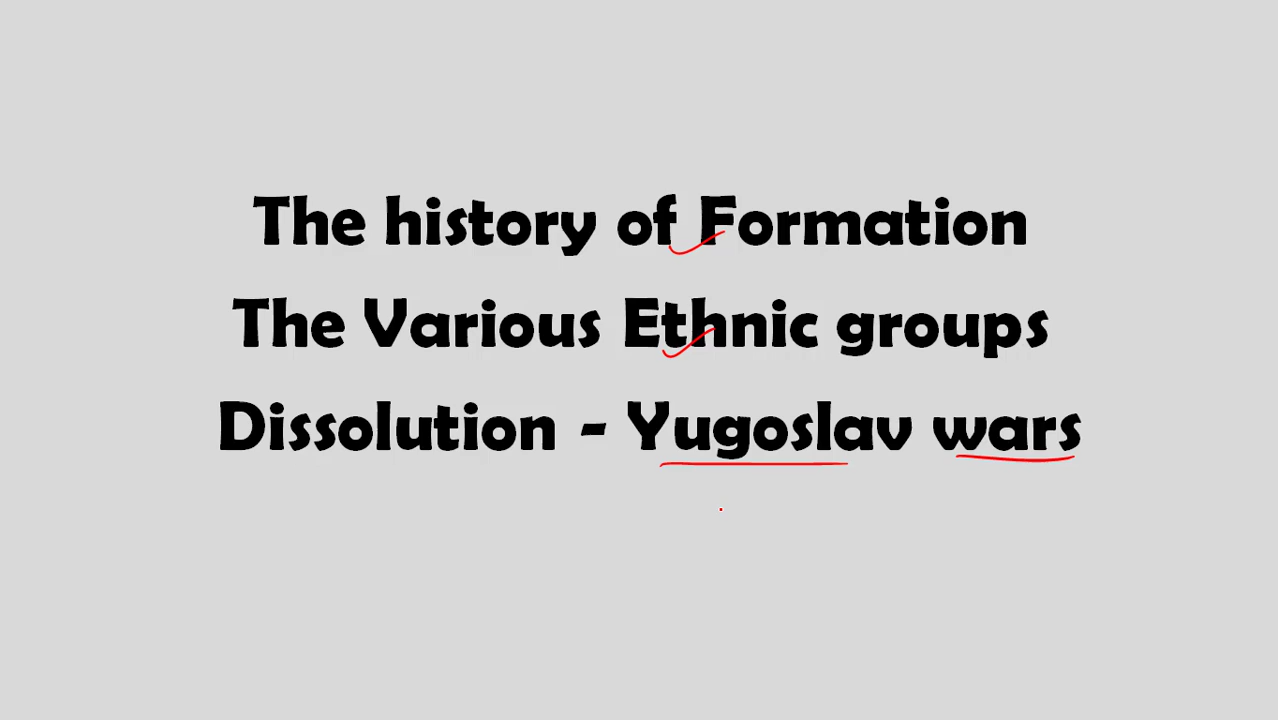 The history of Formation
The Various Ethnic groups
Dissolution - Yugoslav wars